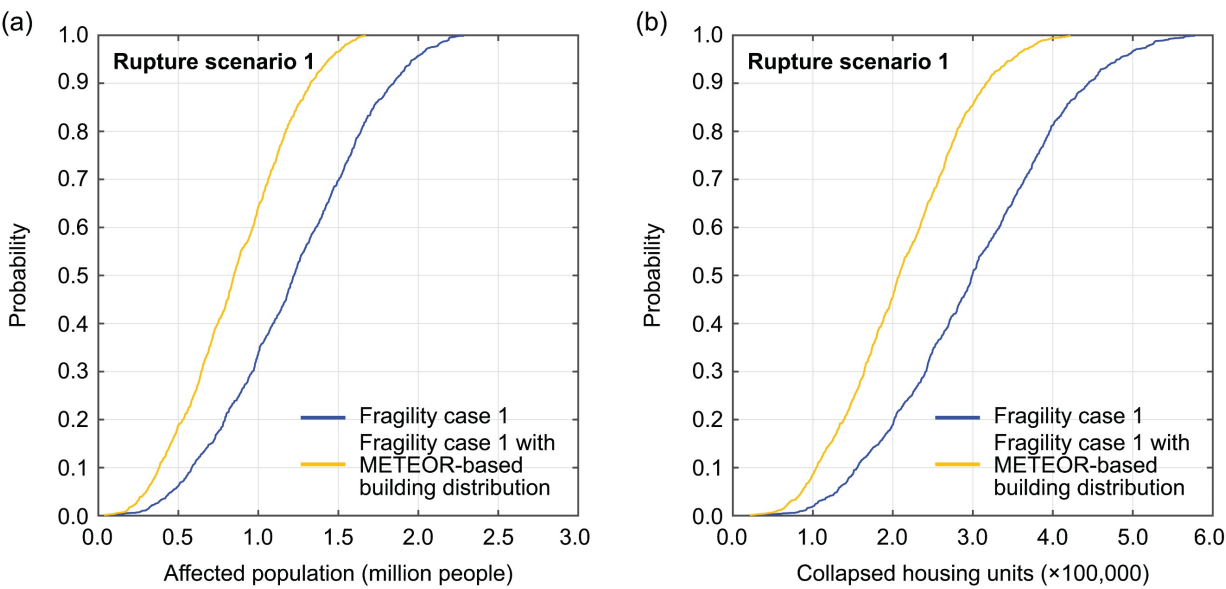 (a)
Rupture scenario 1
1.0
0.9
0.8
0.7
0.6
0.5
0.4
0.3
0.2
0.1
0.0
Probability
Fragility case 1
Fragility case 1 with
METEOR-based
building distribution
0.0 0.5 1.0 1.5 2.0 2.5 3.0
Affected population (million people)
(b)
Rupture scenario 1
1.0
0.9
0.8
0.7
0.6
0.5
0.4
0.3
0.2
0.1
0.0
Probability
Fragility case 1
Fragility case 1 with
METEOR-based
building distribution
0.0 1.0 2.0 3.0 4.0 5.0 6.0
Collapsed housing units (×100,000)